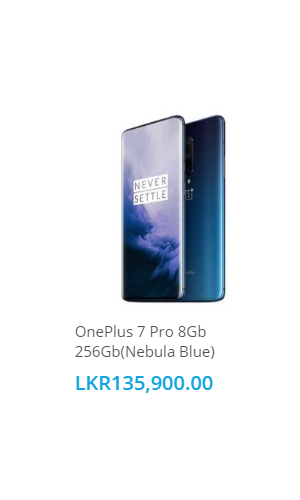 NEVER
SETTLE
OnePlus 7 Pro 8Gb
256Gb(Nebula Blue)
LKR135,900.00